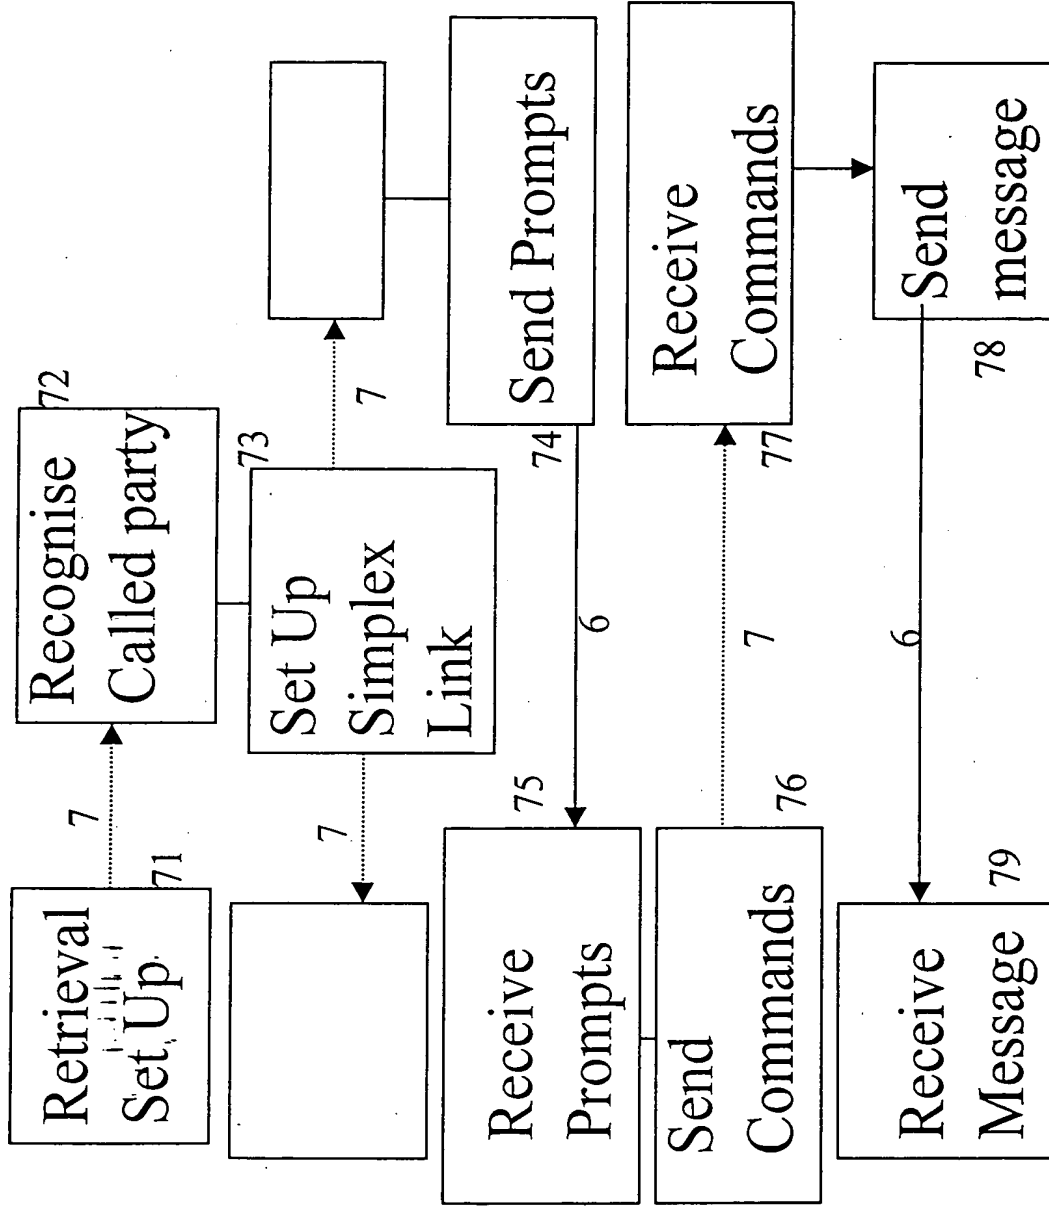 Retrieval
Set Up
71
7
Recognise
Called party
72
73
Set Up
Simplex
Link
7
7
Send Prompts
74
6
75
Receive
Prompts
Send
Commands
76
7
Receive
Commands
77
Send
message
78
6
Receive
Message
79